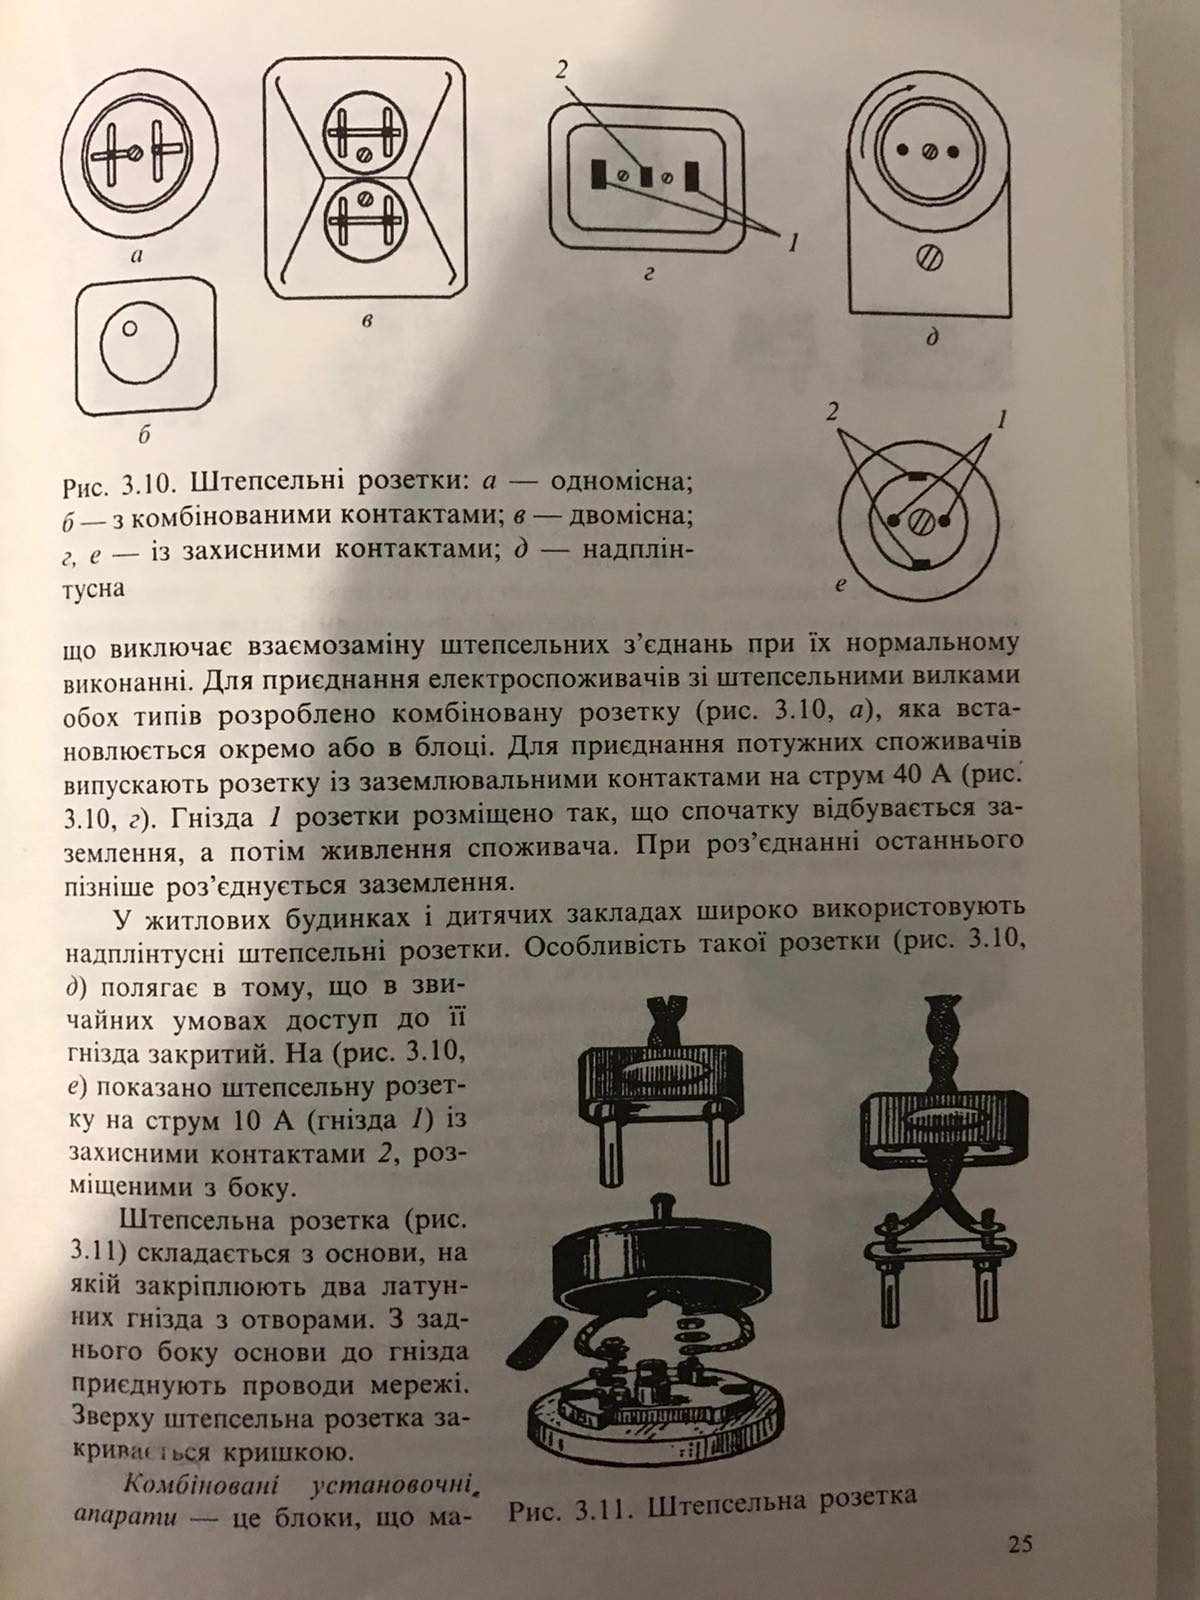 2
1
а
г
в
д
б
2
1
е
Рис. 3.10. Штепсельні розетки: а — одномісна;
б — з комбінованими контактами; в — двомісна;
г, е — із захисними контактами; д — надплін-
тусна
що виключає взаємозаміну штепсельних з’єднань при їх нормальному
виконанні. Для приєднання електроспоживачів зі штепсельними вилками
обох типів розроблено комбіновану розетку (рис. 3.10, а), яка вста-
новлюється окремо або в блоці. Для приєднання потужних споживачів
випускають розетку із заземлювальними контактами на струм 40 А (рис.
3.10, г). Гнізда 1 розетки розміщено так, що спочатку відбувається за-
землення, а потім живлення споживача. При роз’єднанні останнього
пізніше роз’єднується заземлення.
У житлових будинках і дитячих закладах широко використовують
надплінтусні штепсельні розетки. Особливість такої розетки (рис. 3.10,
д) полягає в тому, що в зви-
чайних умовах доступ до її
гнізда закритий. На (рис. 3.10,
е) показано штепсельну розет-
ку на струм 10 А (гнізда 1) із
захисними контактами 2, роз-
міщеними з боку.
Штепсельна розетка (рис.
3.11) складається з основи, на
якій закріплюють два латун-
них гнізда з отворами. З зад-
нього боку основи до гнізда
приєднують проводи мережі.
Зверху штепсельна розетка за-
кривається кришкою.
Комбіновані установочні
апарати — це блоки, що ма-
Рис. 3.11. Штепсельна розетка
25